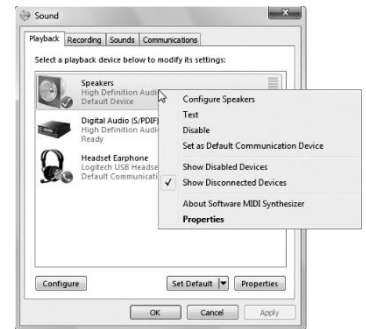 Sound
Playback Recording Sounds Communications
Select a playback device below to modify its settings:
Speakers
High Definition Audi
Default Device
Digital Audio (S/PDIF)
High Definition Audi
Ready
Headset Earphone
Logitech USB Headse
Default Communicati
Configure Speakers
Test
Disable
Set as Default Communication Device
Show Disabled Devices
✓ Show Disconnected Devices
About Software MIDI Synthesizer
Properties
Configure Set Default Properties
OK Cancel Apply